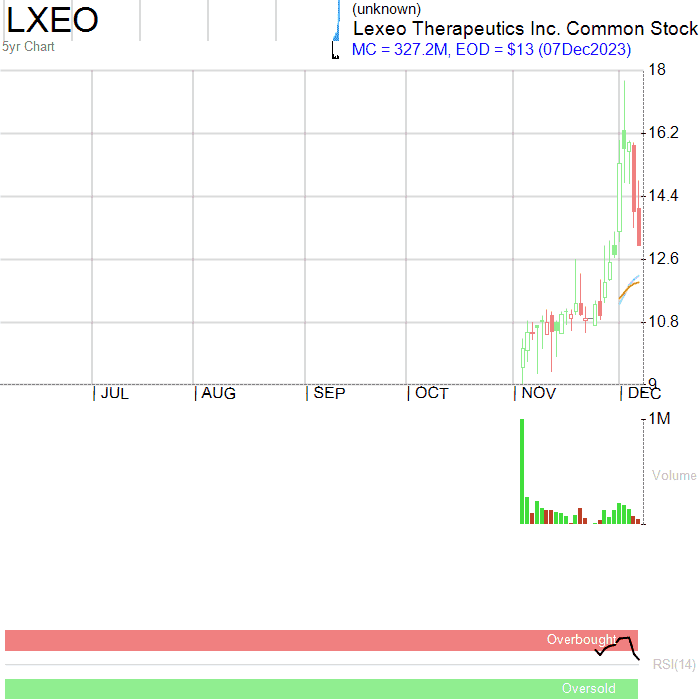 LXEO
(unknown)
Lexeo Therapeutics Inc. Common Stock
5yr Chart
MC = 327.2M, EOD = $13 (07Dec2023)
18
16.2
14.4
12.6
10.8
9
JUL AUG SEP OCT NOV DEC
1M
Volume
Overbought
RSI(14)
Oversold